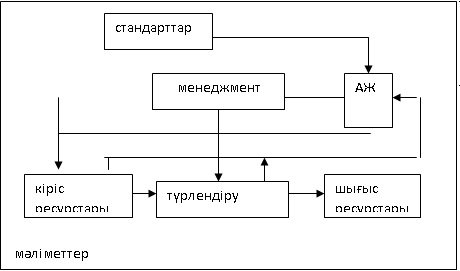 стандарттар
менеджмент
АЖ
кіріс
ресурстары
түрлендіру
шығыс
ресурстары
мәліметтер